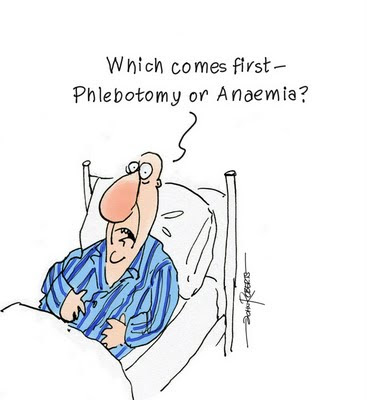 Which comes first—
Phlebotomy or Anaemia?